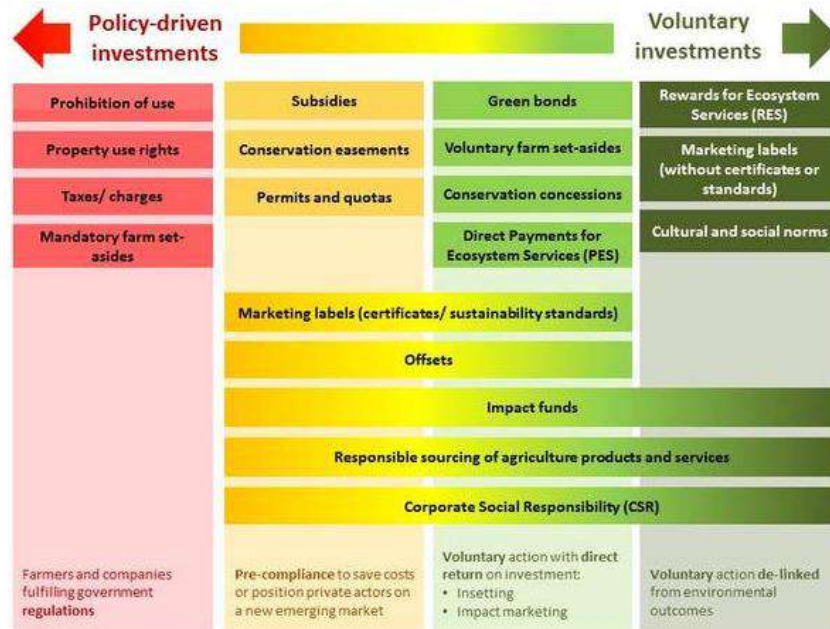 Policy-driven
investments
Voluntary
investments
Prohibition of use
Property use rights
Taxes/ charges
Mandatory farm set-
asides
Subsidies
Conservation easements
Permits and quotas
Green bonds
Voluntary farm set-asides
Conservation concessions
Direct Payments for
Ecosystem Services (PES)
Rewards for Ecosystem
Services (RES)
Marketing labels
(without certificates or
standards)
Cultural and social norms
Marketing labels (certificates/ sustainability standards)
Offsets
Impact funds
Responsible sourcing of agriculture products and services
Corporate Social Responsibility (CSR)
Farmers and companies
fulfilling government
regulations
Pre-compliance to save costs
or position private actors on
a new emerging market
Voluntary action with direct
return on investment:
• Insetting
• Impact marketing
Voluntary action de-linked
from environmental
outcomes